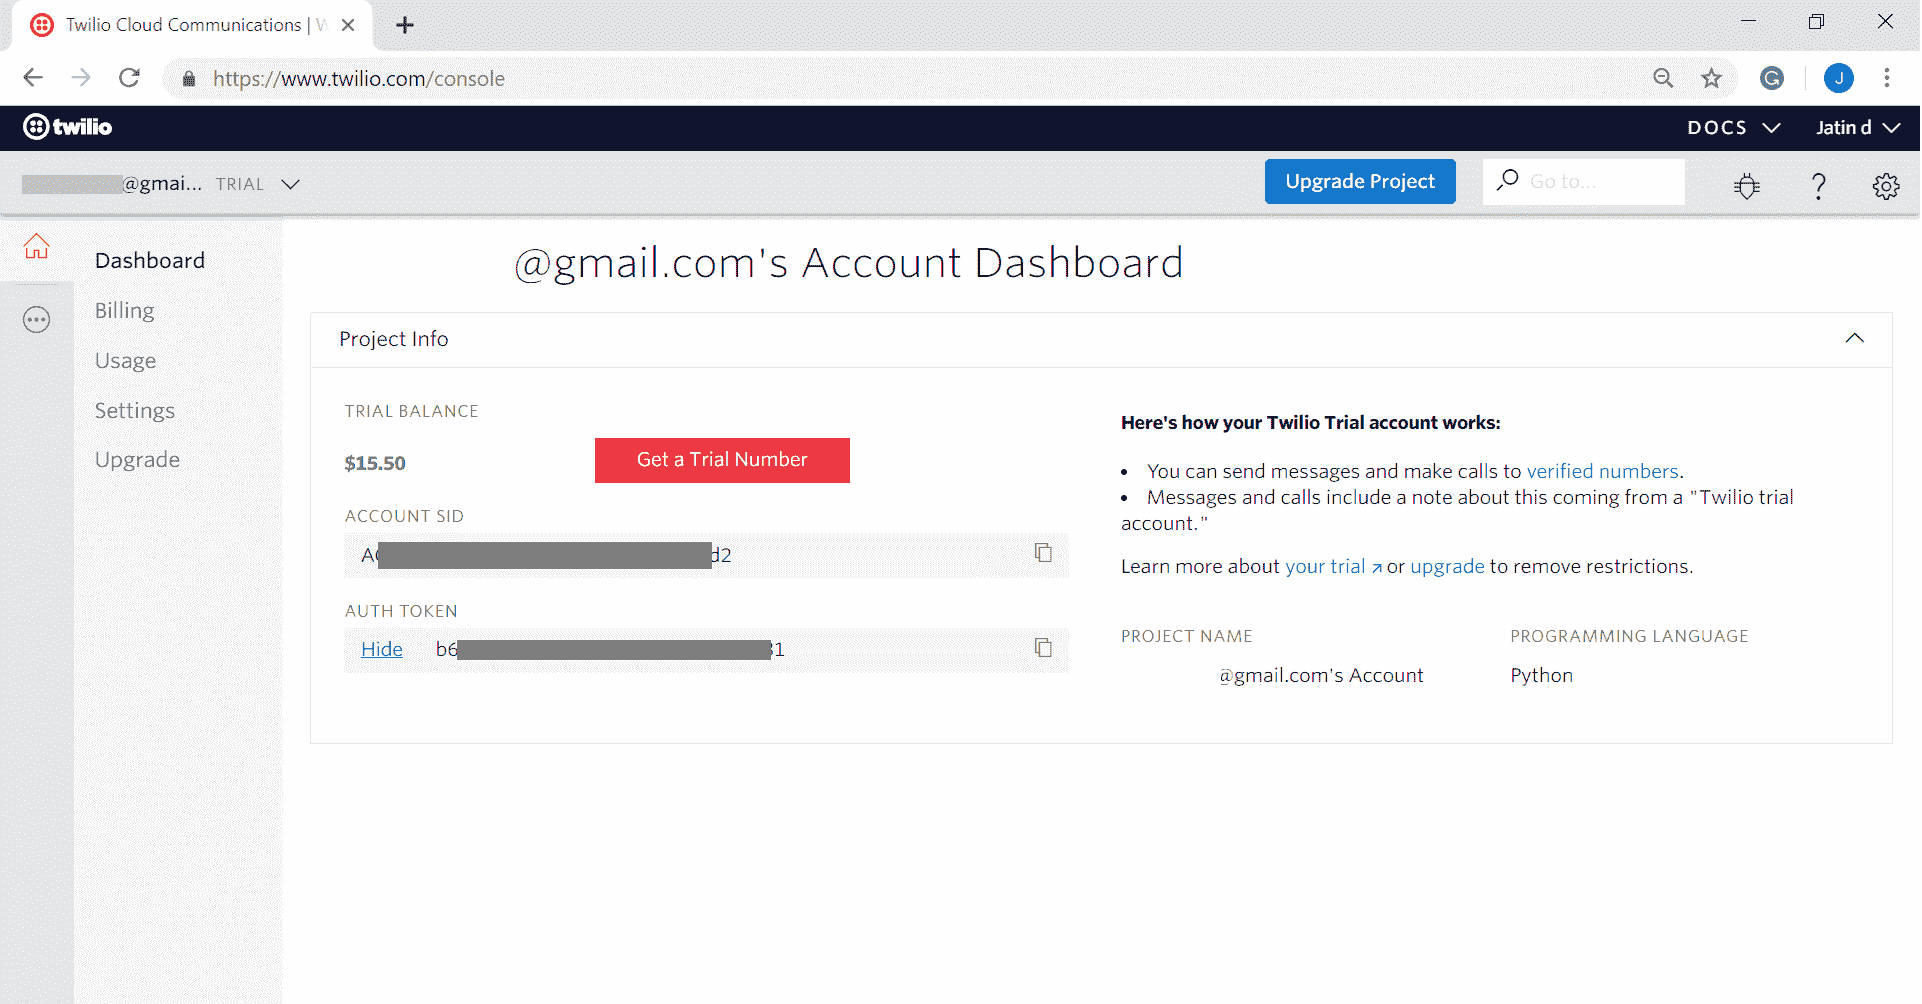 Twilio Cloud Communications | W
https://www.twilio.com/console
J
twilio
DOCS
Jatin d
@gmai... TRIAL
Upgrade Project
Go to...
Dashboard
Billing
Usage
Settings
Upgrade
@gmail.com's Account Dashboard
Project Info
TRIAL BALANCE
$15.50
Get a Trial Number
ACCOUNT SID
A d2
AUTH TOKEN
Hide b6 1
Here's how your Twilio Trial account works:
• You can send messages and make calls to verified numbers.
• Messages and calls include a note about this coming from a "Twilio trial
account."
Learn more about your trial ↗ or upgrade to remove restrictions.
PROJECT NAME
@gmail.com's Account
PROGRAMMING LANGUAGE
Python